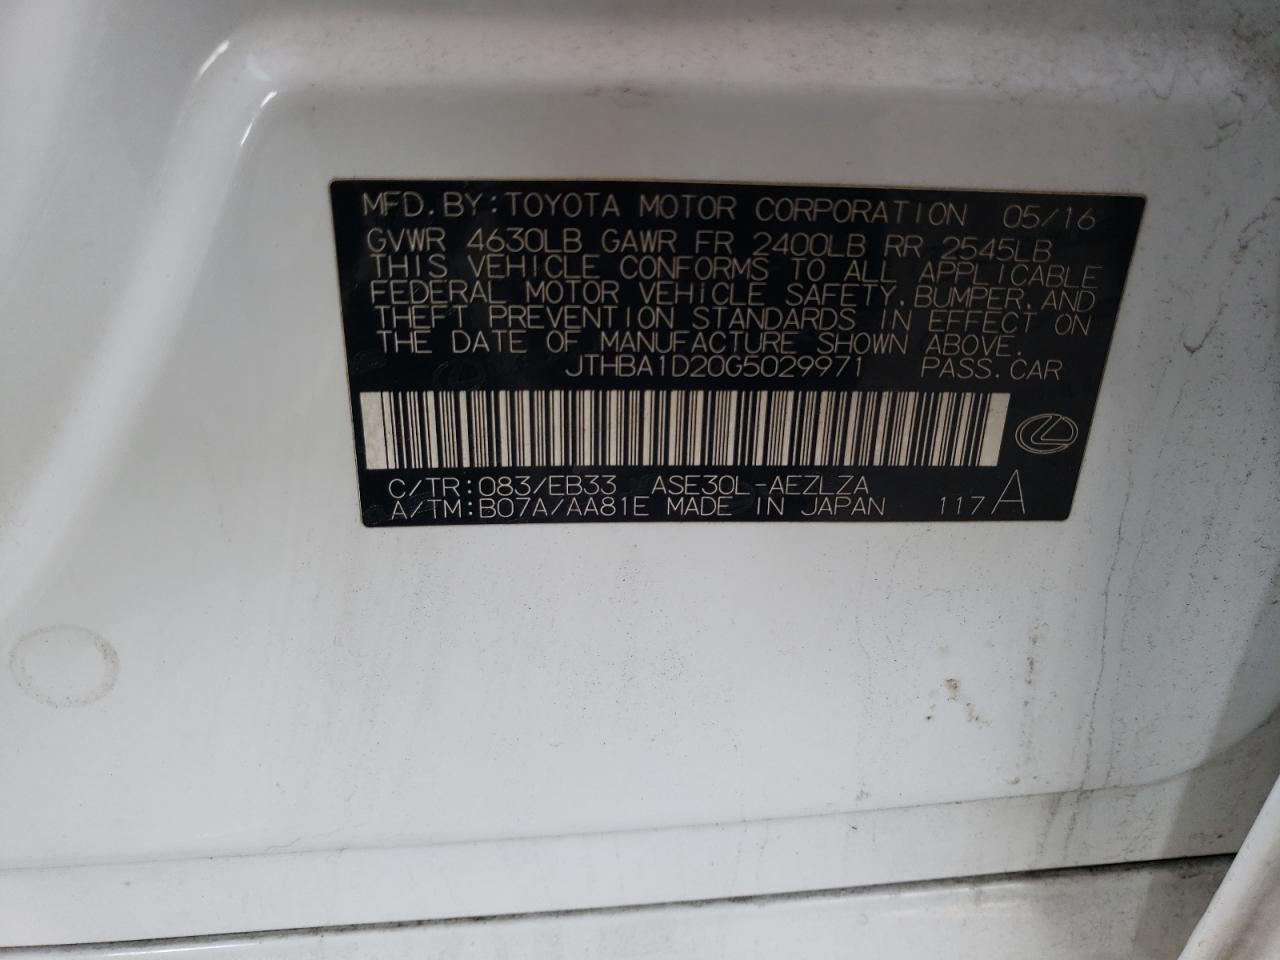 MFD. BY: TOYOTA MOTOR CORPORATION 05/16
GVWR 4630LB GAWR FR 2400LB RR 2545LB
THIS VEHICLE CONFORMS TO ALL APPLICABLE
FEDERAL MOTOR VEHICLE SAFETY, BUMPER, AND
THEFT PREVENTION STANDARDS IN EFFECT ON
THE DATE OF MANUFACTURE SHOWN ABOVE.
JTHBA1D20G5029971 PASS. CAR
C/TR: 083/EB33 ASE30L-AEZLZA
A/TM: B07A/AA81E MADE IN JAPAN 117 A